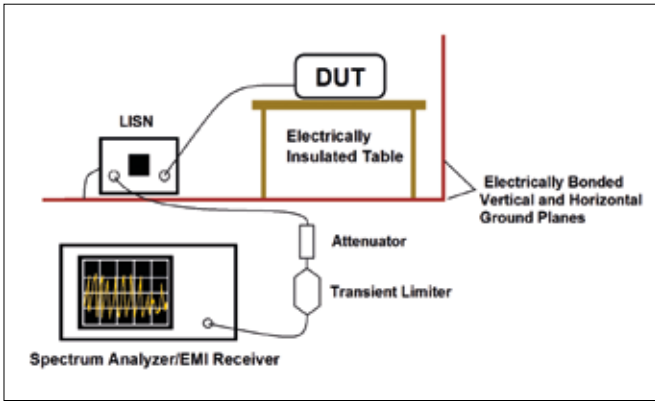 DUT
LISN
Electrically
Insulated Table
Electrically Bonded
Vertical and Horizontal
Ground Planes
Attenuator
Transient Limiter
Spectrum Analyzer/EMI Receiver